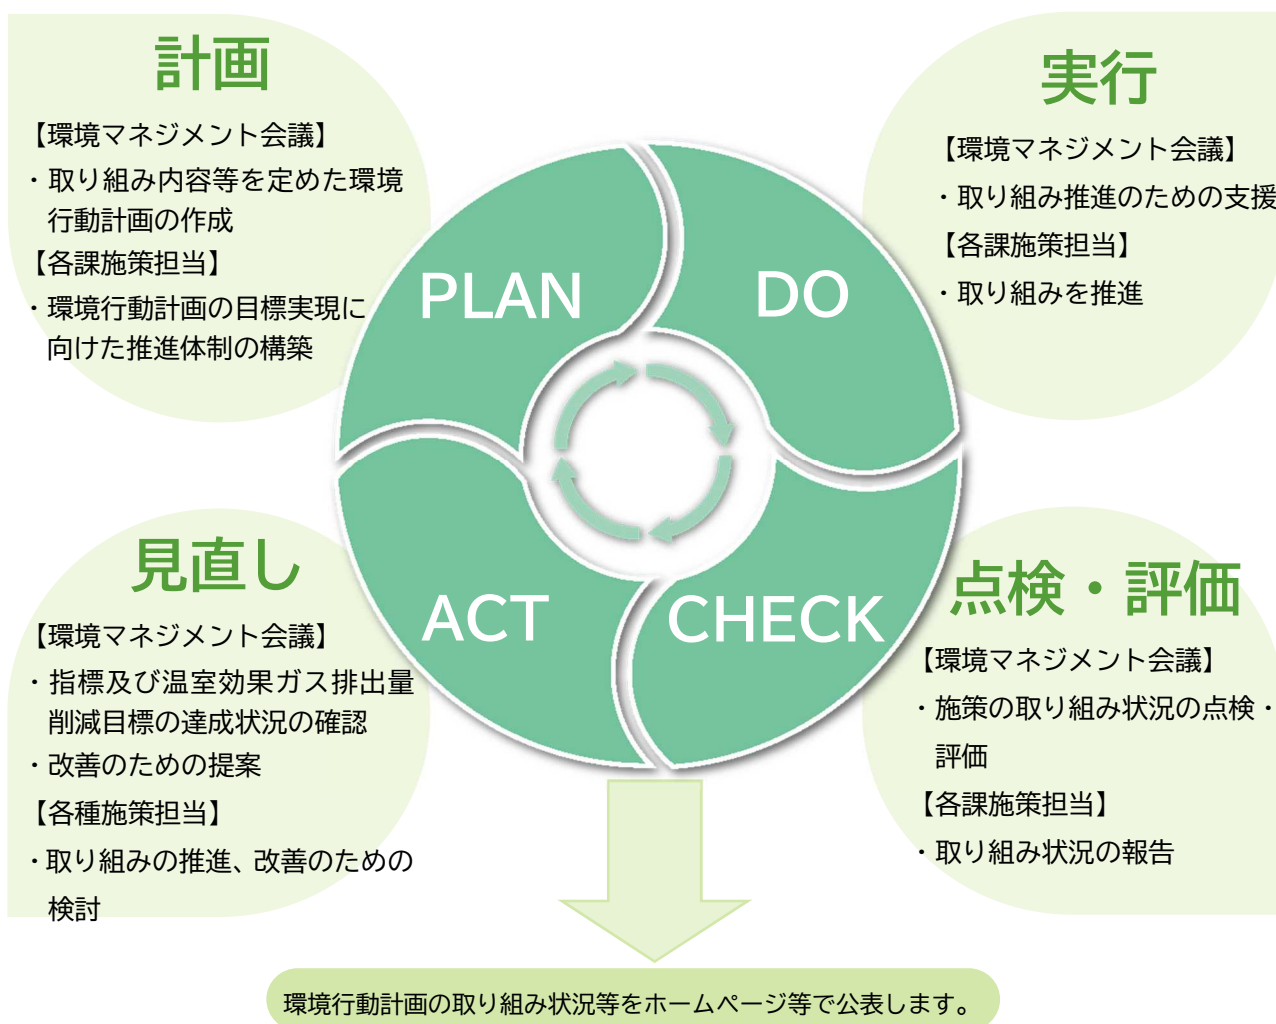 計画
【環境マネジメント会議】
・取り組み内容等を定めた環境
行動計画の作成
【各課施策担当】
・環境行動計画の目標実現に
向けた推進体制の構築
実行
【環境マネジメント会議】
・取り組み推進のための支援
【各課施策担当】
・取り組みを推進
PLAN
DO
ACT
CHECK
見直し
【環境マネジメント会議】
・指標及び温室効果ガス排出量
削減目標の達成状況の確認
・改善のための提案
【各種施策担当】
・取り組みの推進、改善のための
検討
点検・評価
【環境マネジメント会議】
・施策の取り組み状況の点検・
評価
【各課施策担当】
・取り組み状況の報告
環境行動計画の取り組み状況等をホームページ等で公表します。